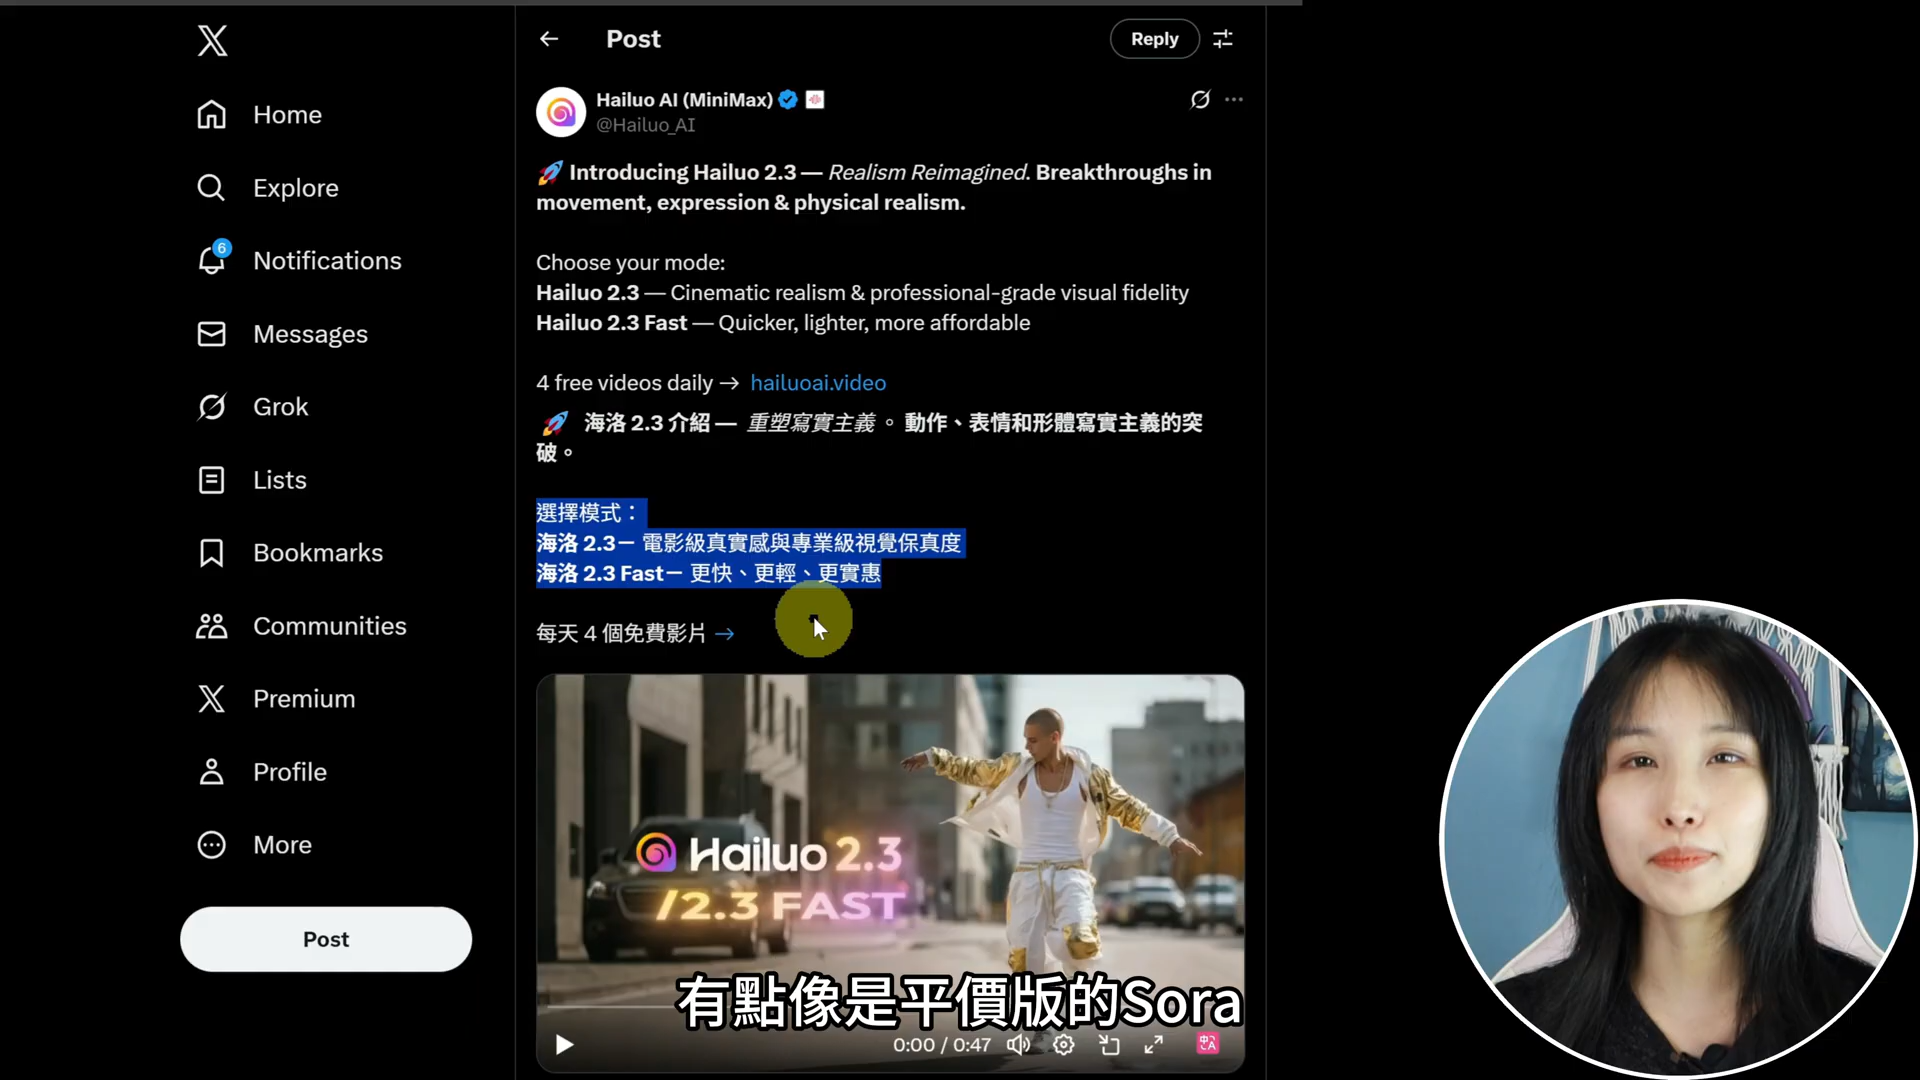 Home
Explore
6
Notifications
Messages
Grok
Lists
Bookmarks
Communities
Premium
Profile
More
Post
Post
Reply
Hailuo AI (MiniMax)
@Hailuo_AI
🚀 Introducing Hailuo 2.3 — Realism Reimagined. Breakthroughs in
movement, expression & physical realism.
Choose your mode:
Hailuo 2.3 — Cinematic realism & professional-grade visual fidelity
Hailuo 2.3 Fast — Quicker, lighter, more affordable
4 free videos daily → hailuoai.video
🚀 海洛 2.3 介紹 — 重塑寫實主義。動作、表情和形體寫實主義的突
破。
選擇模式：
海洛 2.3— 電影級真實感與專業級視覺保真度
海洛 2.3 Fast— 更快、更輕、更實惠
每天 4 個免費影片 →
Hailuo 2.3
/2.3 FAST
有點像是平價版的Sora
0:00 / 0:47
中A